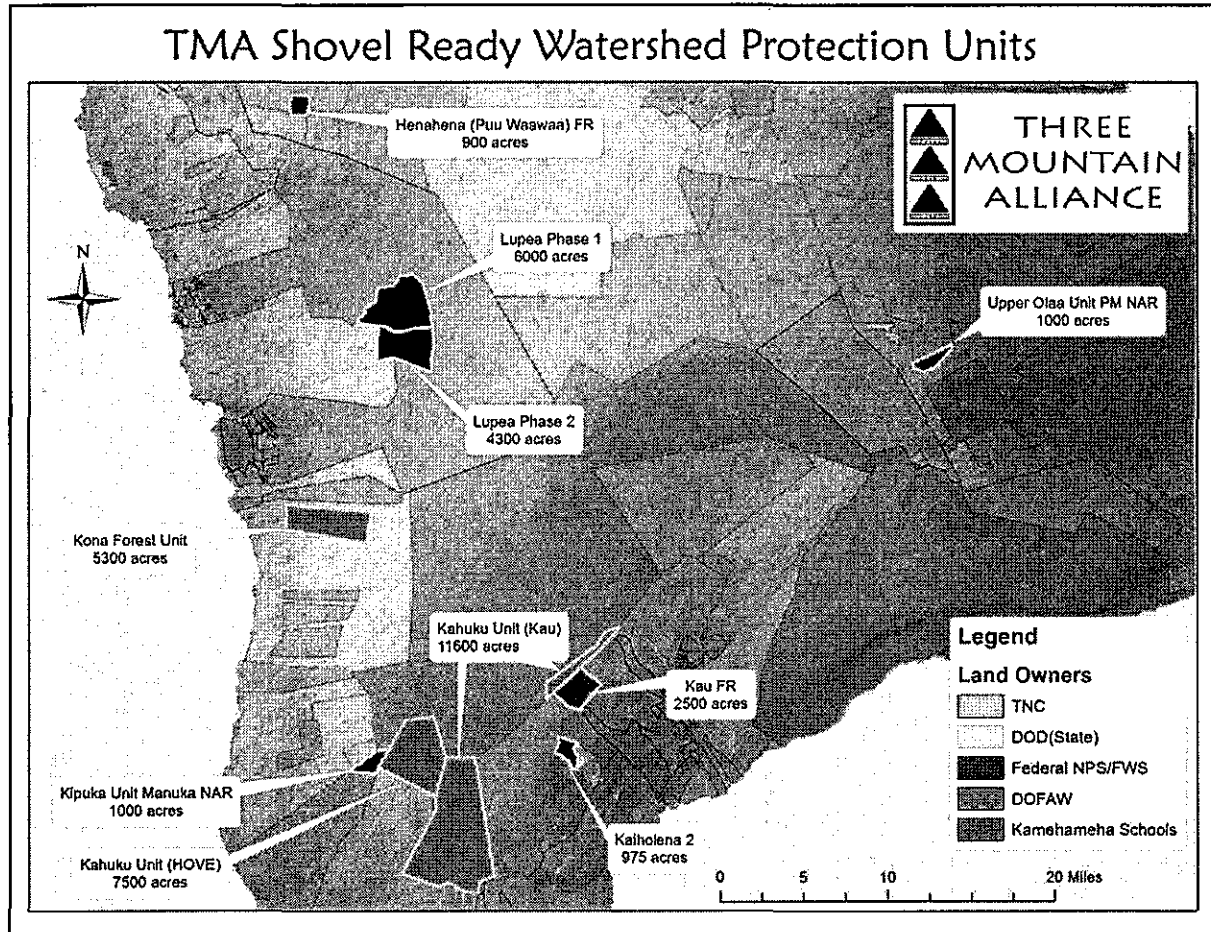 TMA Shovel Ready Watershed Protection Units
THREE
MOUNTAIN
ALLIANCE
Henahena (Puu Waawaa) FR
900 acres
Lupea Phase 1
6000 acres
N
Upper Olaa Unit PM NAR
1000 acres
Lupea Phase 2
4300 acres
Kona Forest Unit
5300 acres
Kahuku Unit (Kau)
11600 acres
Kau FR
2500 acres
Kipuka Unit Manuka NAR
1000 acres
Kahuku Unit (HOVE)
7500 acres
Kaiholena 2
975 acres
Legend
Land Owners
TNC
DOD(State)
Federal NPS/FWS
DOFAW
Kamehameha Schools
0 5 10 20 Miles